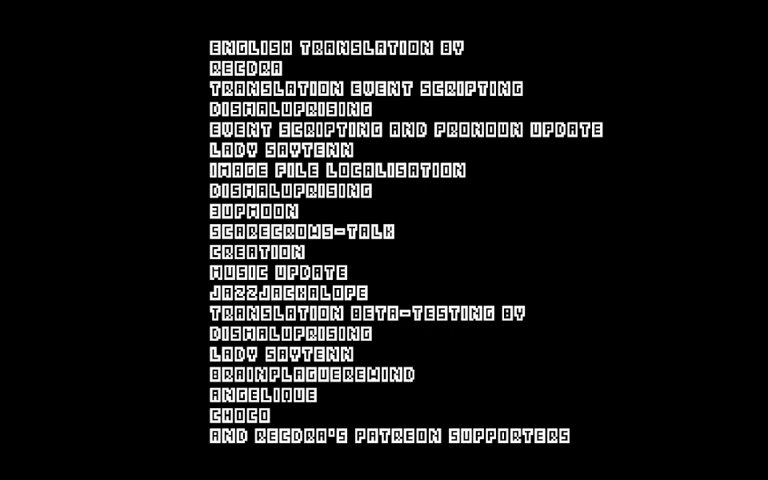 ENGLISH TRANSLATION BY
RECDRA
TRANSLATION EVENT SCRIPTING
DISMALUPRISING
EVENT SCRIPTING AND PRONOUN UPDATE
LADY SAYTENN
IMAGE FILE LOCALISATION
DISMALUPRISING
3UPMOON
SCARECROWS-TALK
CREATION
MUSIC UPDATE
JAZZJACKALOPE
TRANSLATION BETA-TESTING BY
DISMALUPRISING
LADY SAYTENN
BRAINPLAGUEREWIND
ANGELIQUE
CHOCO
AND RECDRA'S PATREON SUPPORTERS